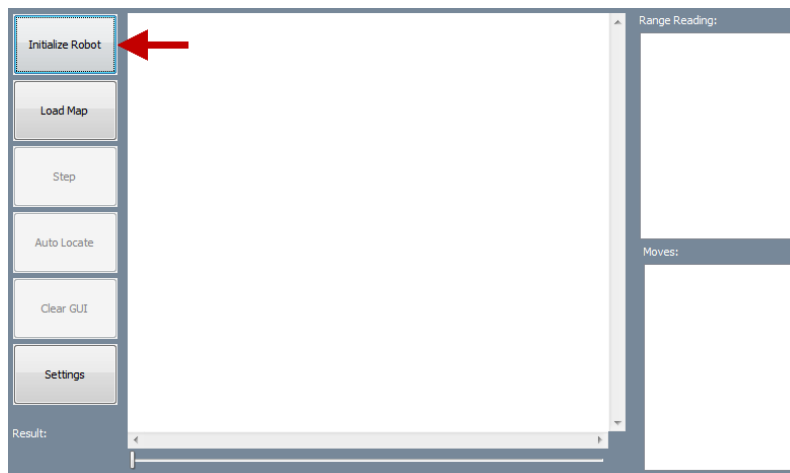 Initialize Robot
Load Map
Step
Auto Locate
Clear GUI
Settings
Result:
Range Reading:
Moves: